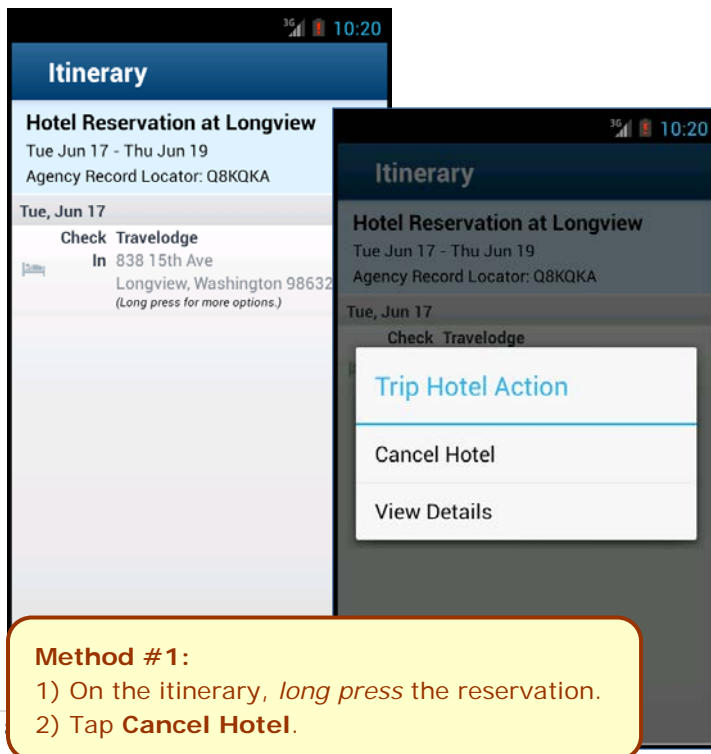 3G 10:20
Itinerary
Hotel Reservation at Longview
Tue Jun 17 - Thu Jun 19
Agency Record Locator: Q8KQKA
Tue, Jun 17
Check In
Travelodge
838 15th Ave
Longview, Washington 98632
(Long press for more options.)
3G 10:20
Itinerary
Hotel Reservation at Longview
Tue Jun 17 - Thu Jun 19
Agency Record Locator: Q8KQKA
Tue, Jun 17
Check Travelodge
Trip Hotel Action
Cancel Hotel
View Details
Method #1:
1) On the itinerary, long press the reservation.
2) Tap Cancel Hotel.